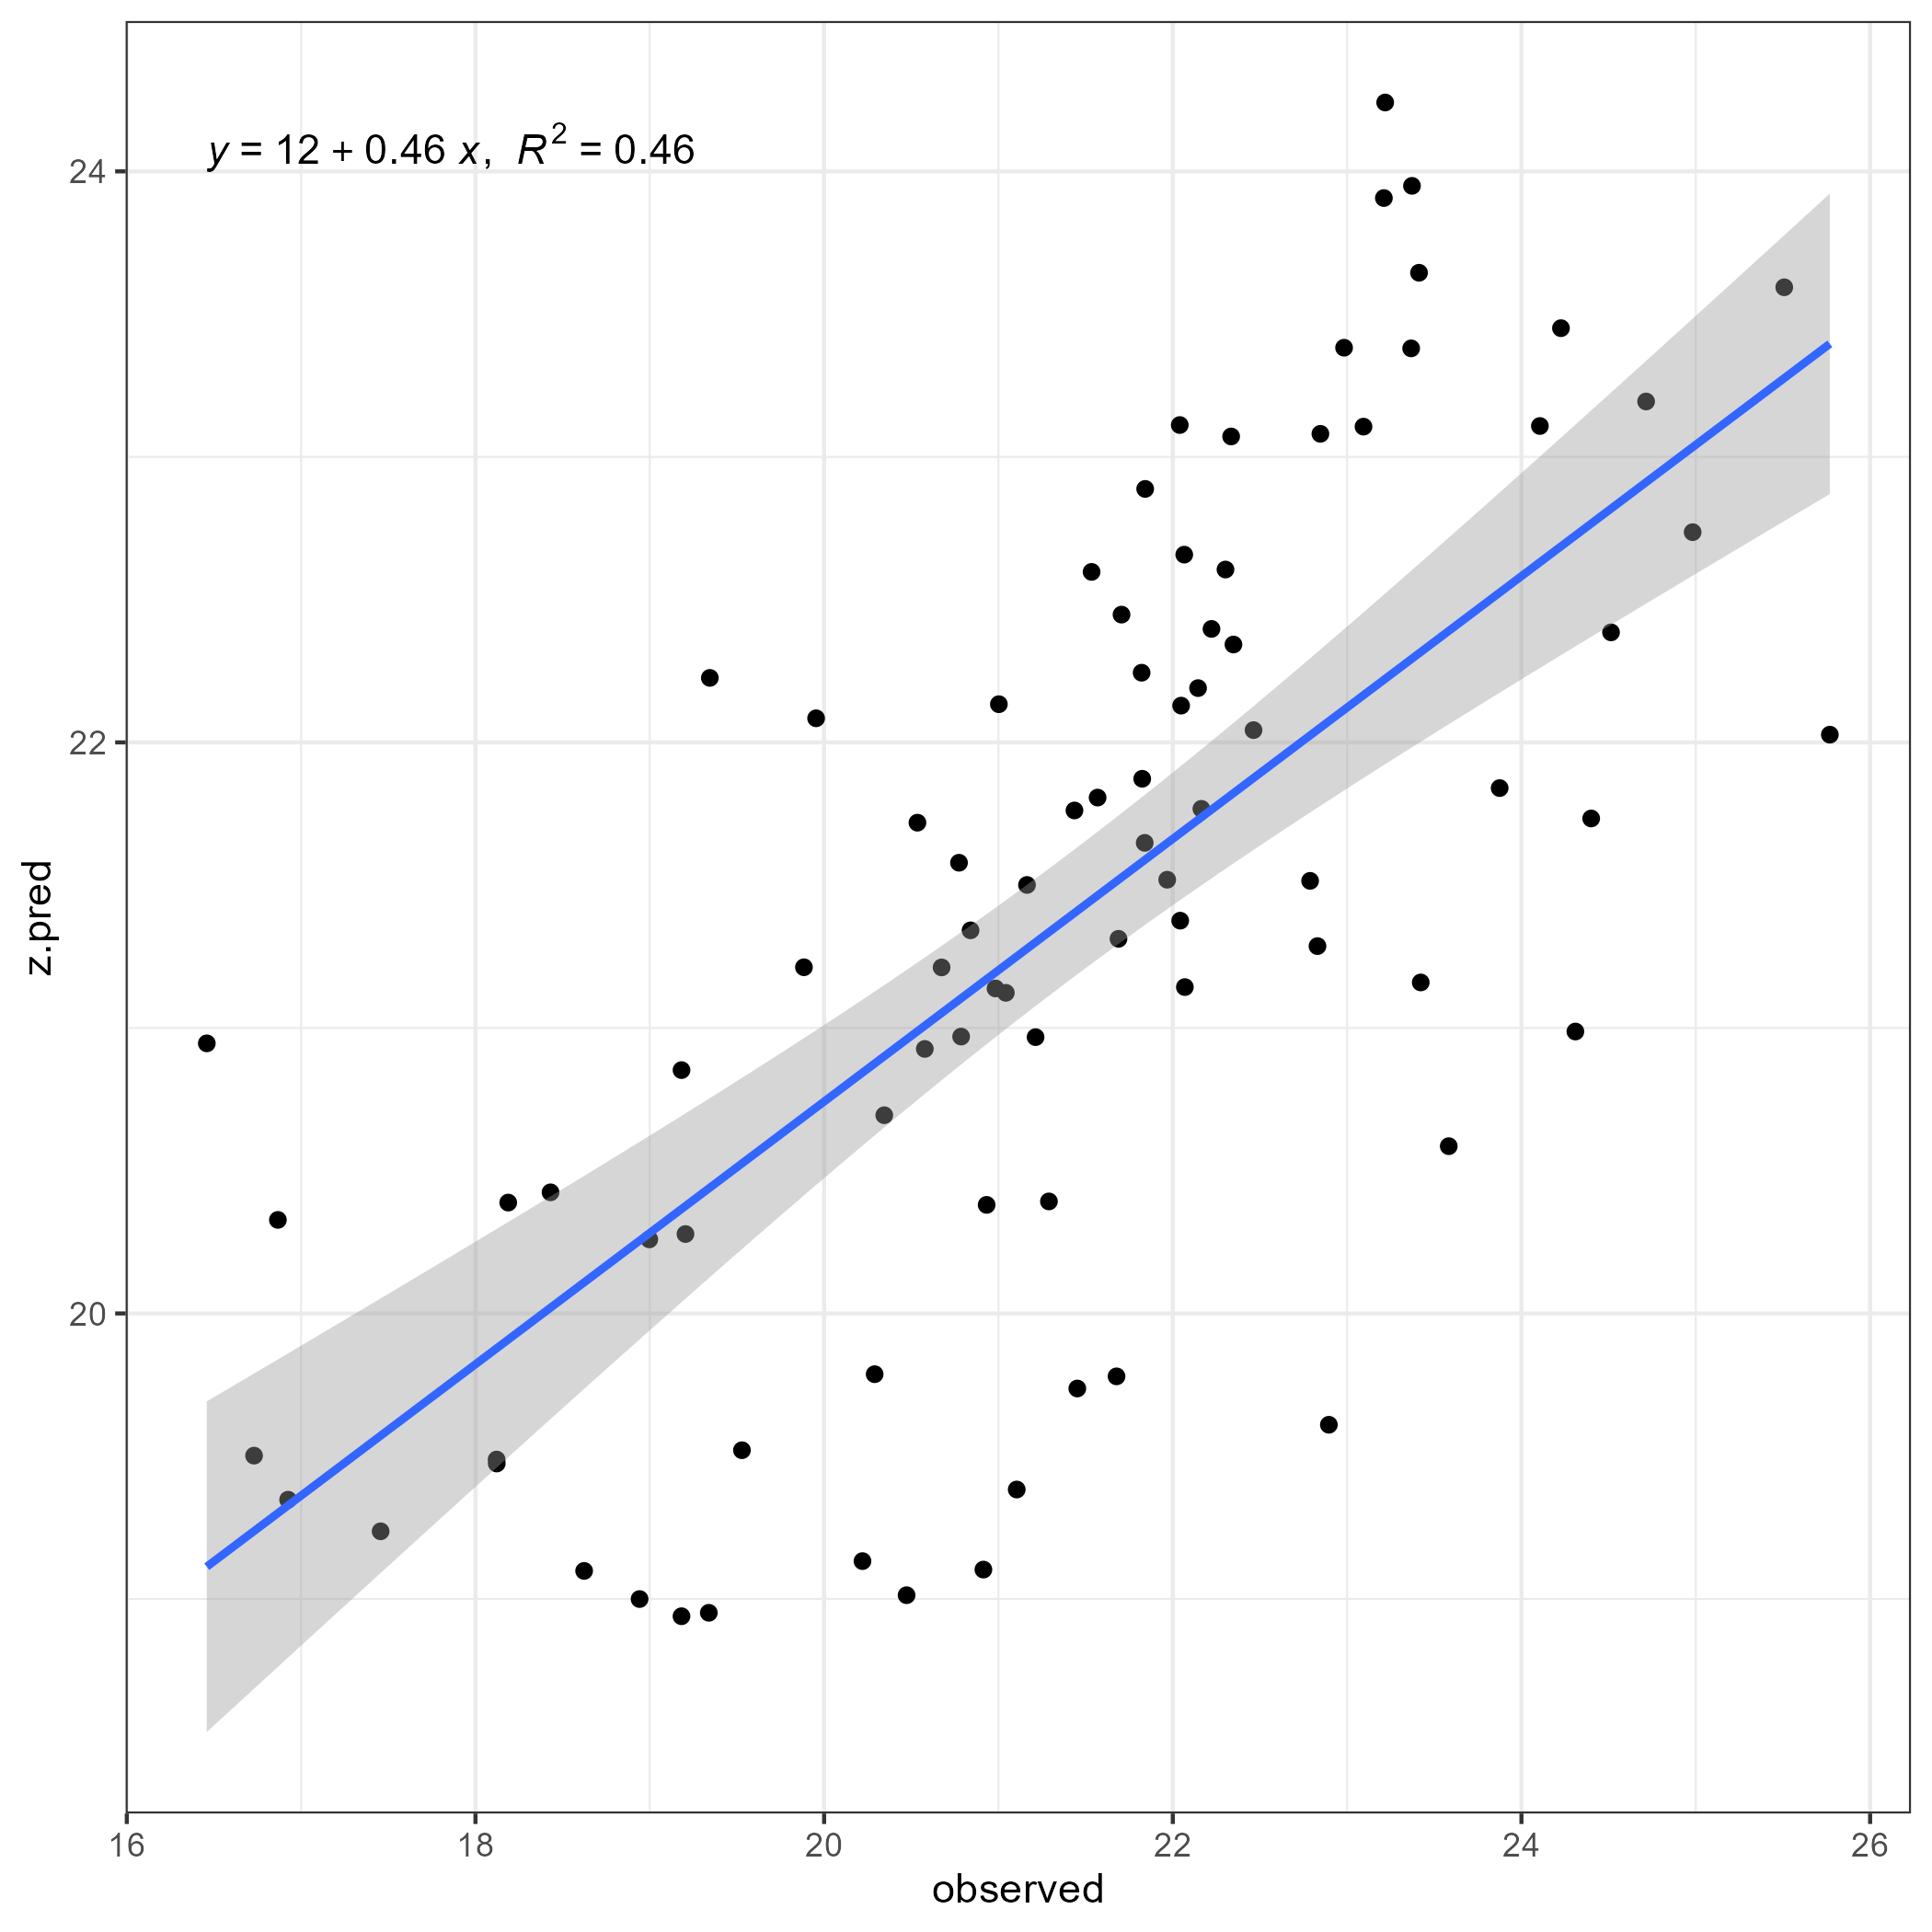 y = 12 + 0.46 x, R² = 0.46
24
22
20
z.pred
16 18 20 22 24 26
observed